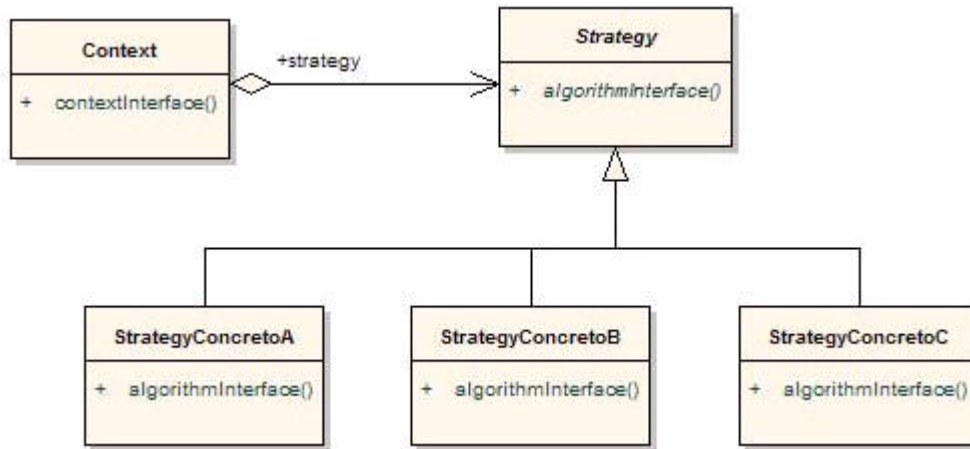 Context
+ contextInterface()
+strategy
Strategy
+ algorithmInterface()
StrategyConcretoA
+ algorithmInterface()
StrategyConcretoB
+ algorithmInterface()
StrategyConcretoC
+ algorithmInterface()